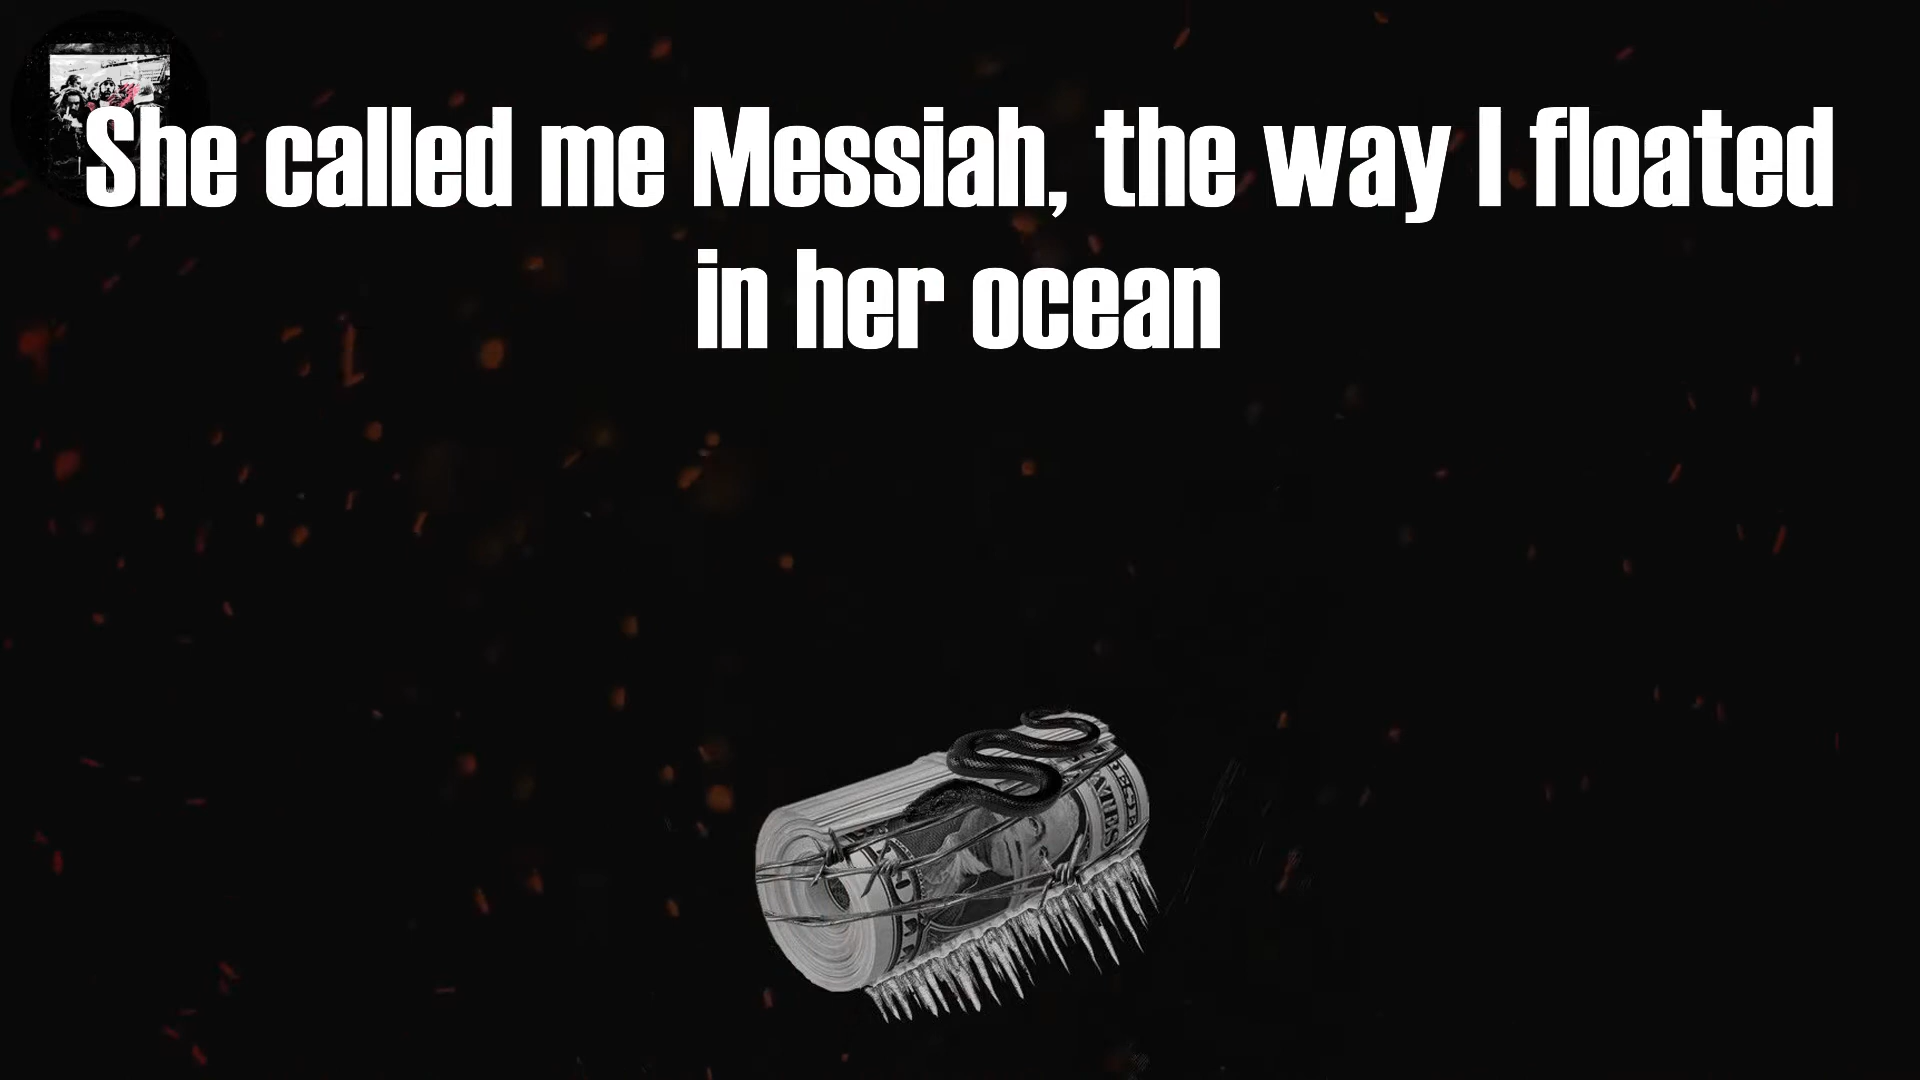 She called me Messiah, the way I floated
in her ocean